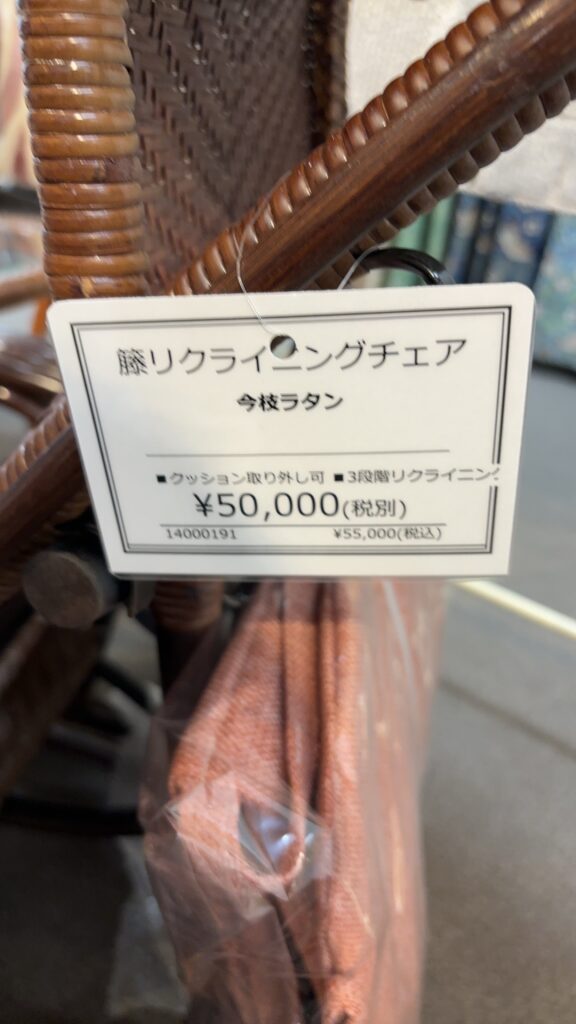 籐リクライニングチェア
今枝ラタン
■クッション取り外し可 ■3段階リクライニン
¥50,000(税別)
14000191 ¥55,000(税込)